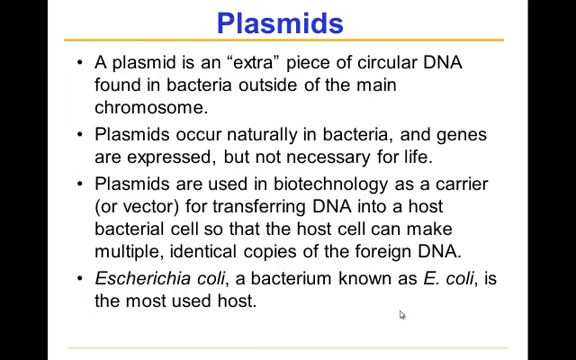 Plasmids
• A plasmid is an “extra” piece of circular DNA
found in bacteria outside of the main
chromosome.
• Plasmids occur naturally in bacteria, and genes
are expressed, but not necessary for life.
• Plasmids are used in biotechnology as a carrier
(or vector) for transferring DNA into a host
bacterial cell so that the host cell can make
multiple, identical copies of the foreign DNA.
• Escherichia coli, a bacterium known as E. coli, is
the most used host.